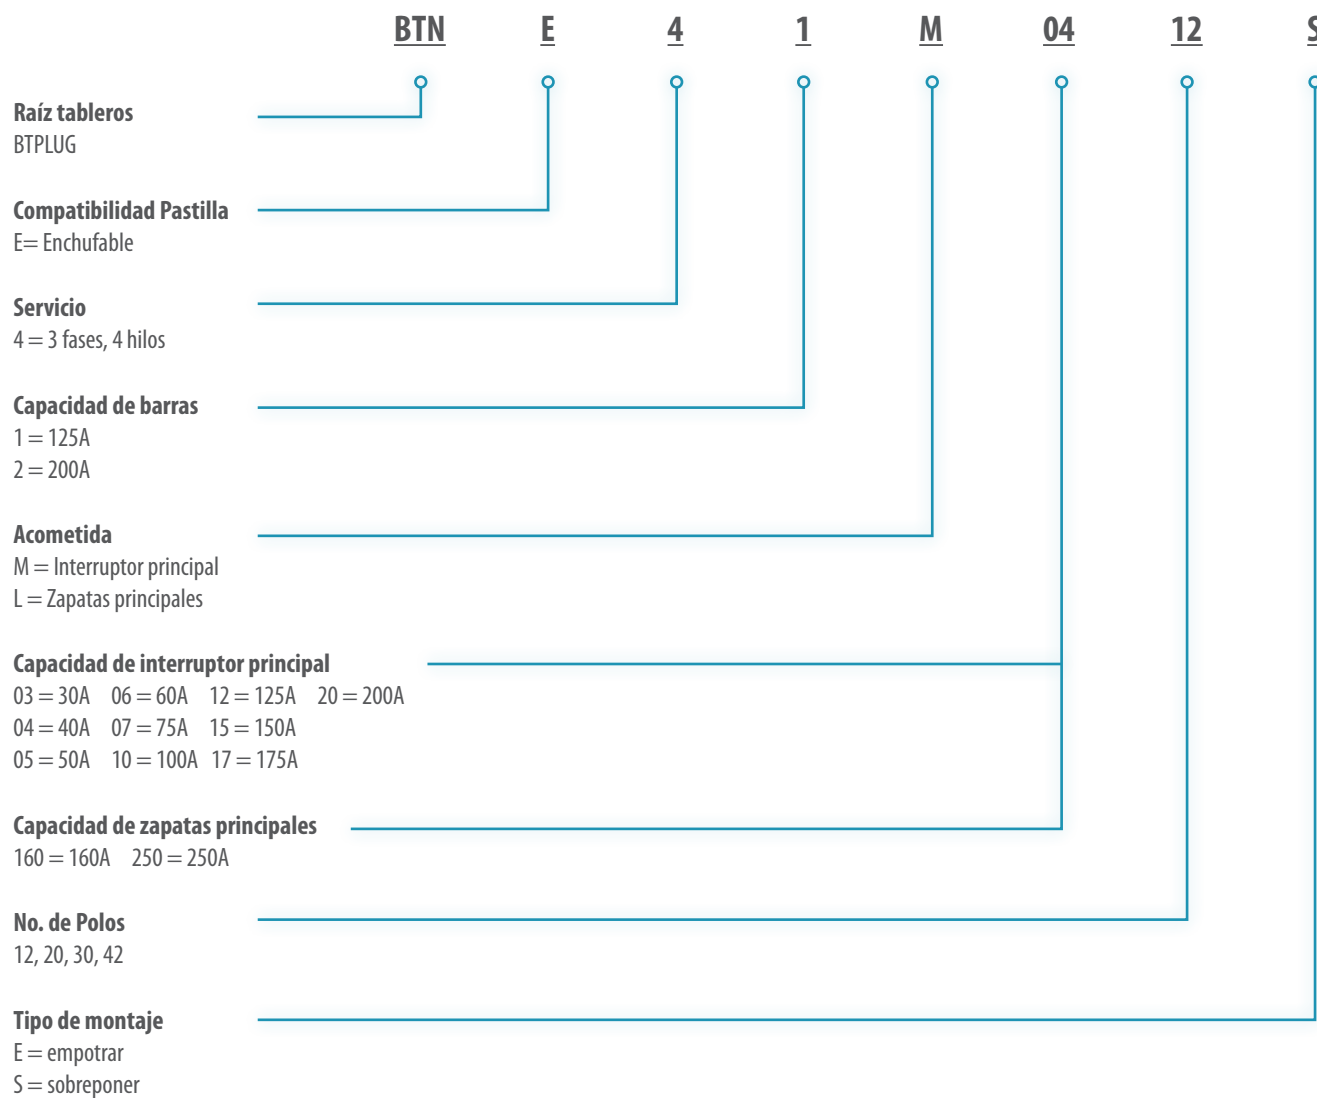 BTN E 4 1 M 04 12 S
Raíz tableros
BTPLUG
Compatibilidad Pastilla
E= Enchufable
Servicio
4 = 3 fases, 4 hilos
Capacidad de barras
1 = 125A
2 = 200A
Acometida
M = Interruptor principal
L = Zapatas principales
Capacidad de interruptor principal
03 = 30A 06 = 60A 12 = 125A 20 = 200A
04 = 40A 07 = 75A 15 = 150A
05 = 50A 10 = 100A 17 = 175A
Capacidad de zapatas principales
160 = 160A 250 = 250A
No. de Polos
12, 20, 30, 42
Tipo de montaje
E = empotrar
S = sobreponer